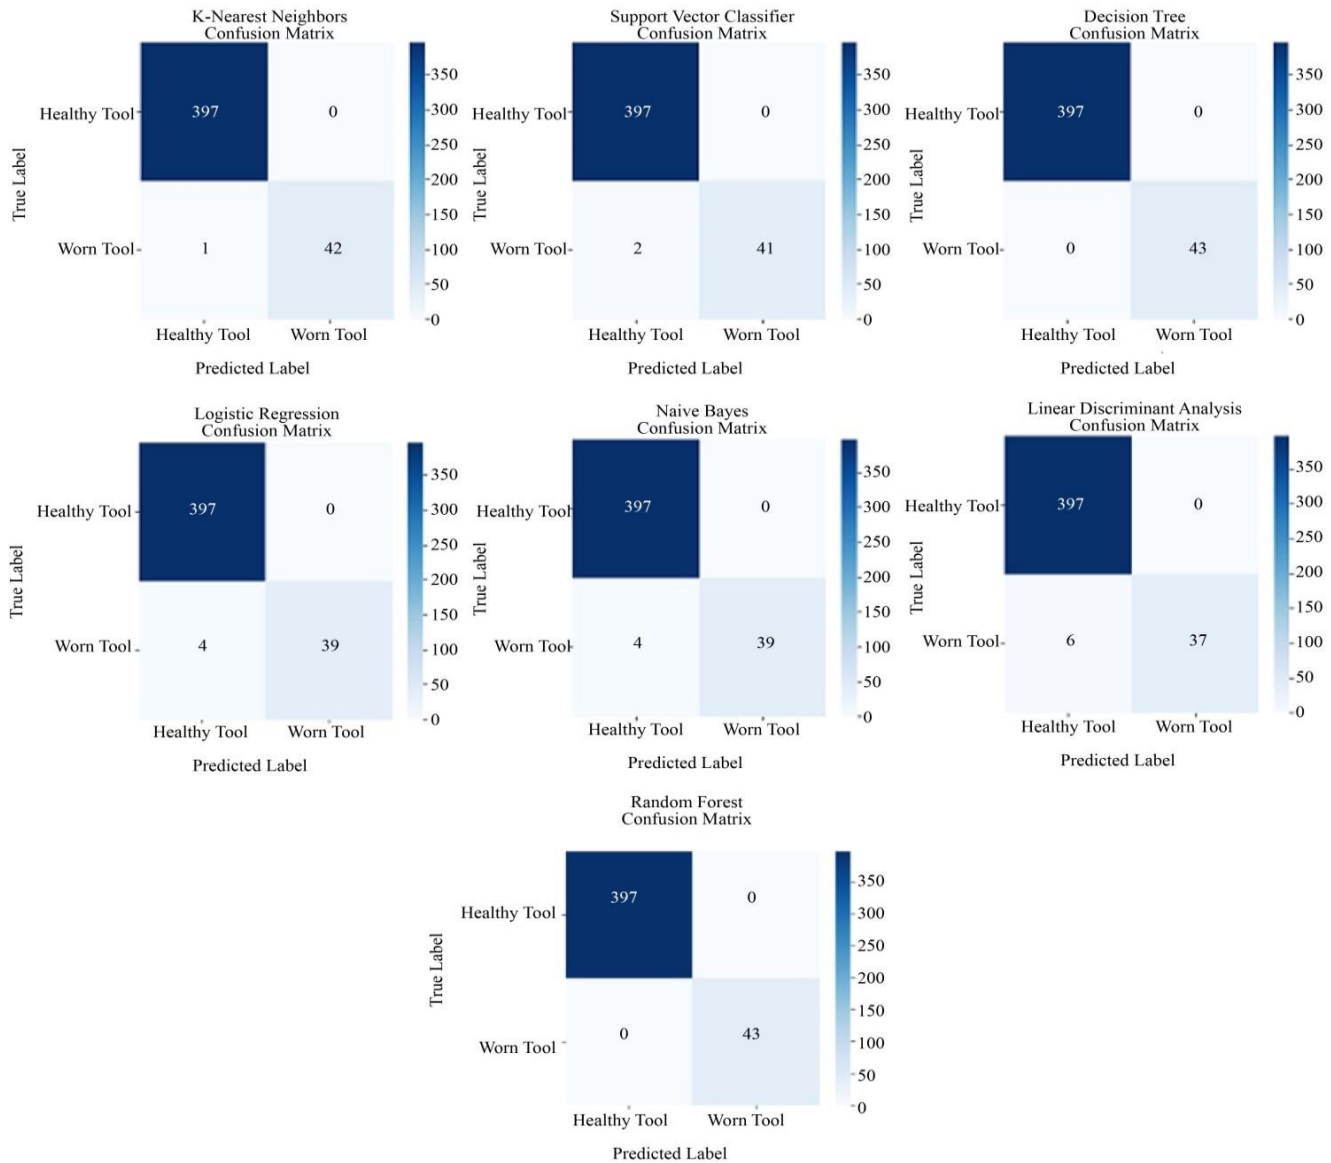 K-Nearest Neighbors
Confusion Matrix
350
300
250
200
150
100
50
0
Healthy Tool
397
0
Worn Tool
1
42
True Label
Healthy Tool
Worn Tool
Predicted Label
Support Vector Classifier
Confusion Matrix
350
300
250
200
150
100
50
0
Healthy Tool
397
0
Worn Tool
2
41
True Label
Healthy Tool
Worn Tool
Predicted Label
Decision Tree
Confusion Matrix
350
300
250
200
150
100
50
0
Healthy Tool
397
0
Worn Tool
0
43
True Label
Healthy Tool
Worn Tool
Predicted Label
Logistic Regression
Confusion Matrix
350
300
250
200
150
100
50
0
Healthy Tool
397
0
Worn Tool
4
39
True Label
Healthy Tool
Worn Tool
Predicted Label
Naive Bayes
Confusion Matrix
350
300
250
200
150
100
50
0
Healthy Tool
397
0
Worn Tool
4
39
True Label
Healthy Tool
Worn Tool
Predicted Label
Linear Discriminant Analysis
Confusion Matrix
350
300
250
200
150
100
50
0
Healthy Tool
397
0
Worn Tool
6
37
True Label
Healthy Tool
Worn Tool
Predicted Label
Random Forest
Confusion Matrix
350
300
250
200
150
100
50
0
Healthy Tool
397
0
Worn Tool
0
43
True Label
Healthy Tool
Worn Tool
Predicted Label